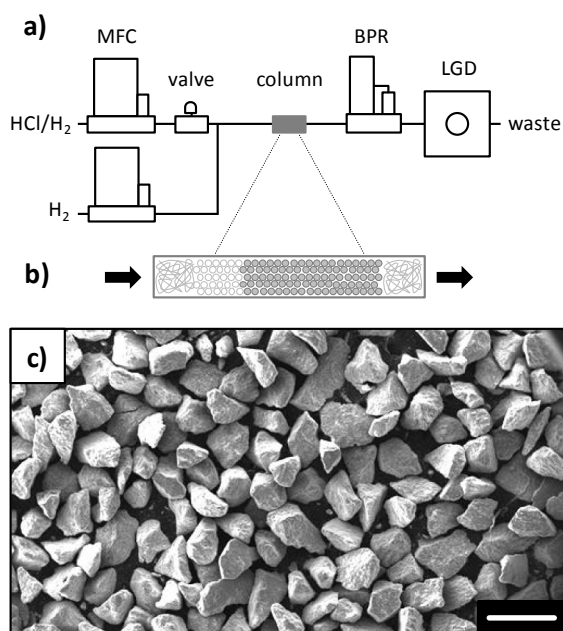 a)
MFC
BPR
LGD
valve
column
HCl/H₂
waste
H₂
b)
c)